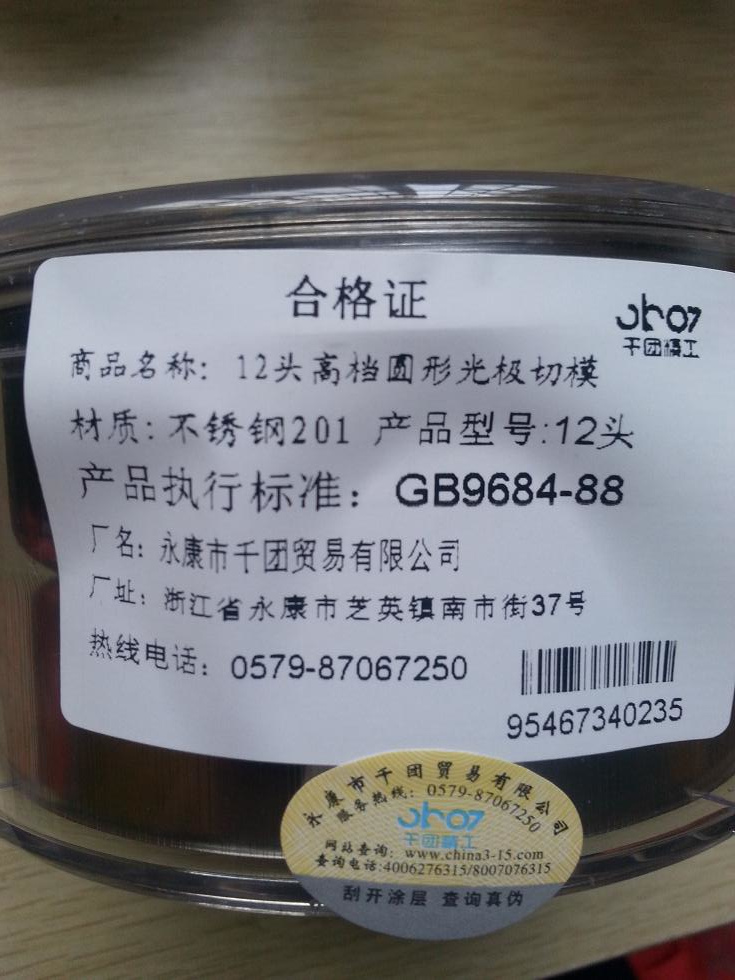 合格证
千团精工
商品名称: 12头高档圆形光极切模
材质: 不锈钢201 产品型号:12头
产品执行标准: GB9684-88
厂名: 永康市千团贸易有限公司
厂址: 浙江省永康市芝英镇南市街37号
热线电话: 0579-87067250
95467340235
永康市千团贸易有限公司
服务热线: 0579-87067250
千团精工
网站查询: www.china3-15.com
查询电话:4006276315/8007076315
刮开涂层 查询真伪